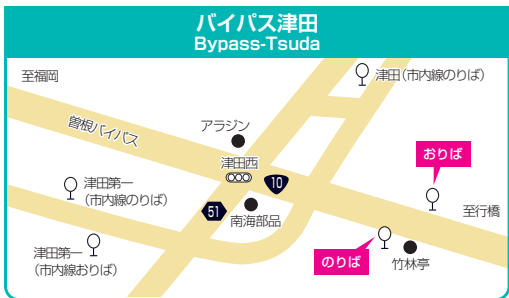 バイパス津田
Bypass-Tsuda
至福岡
津田(市内線のりば)
曽根バイパス
アラジン
津田西
おりば
10
津田第一
(市内線のりば)
51
南海部品
至行橋
津田第一
(市内線おりば)
のりば
竹林亭